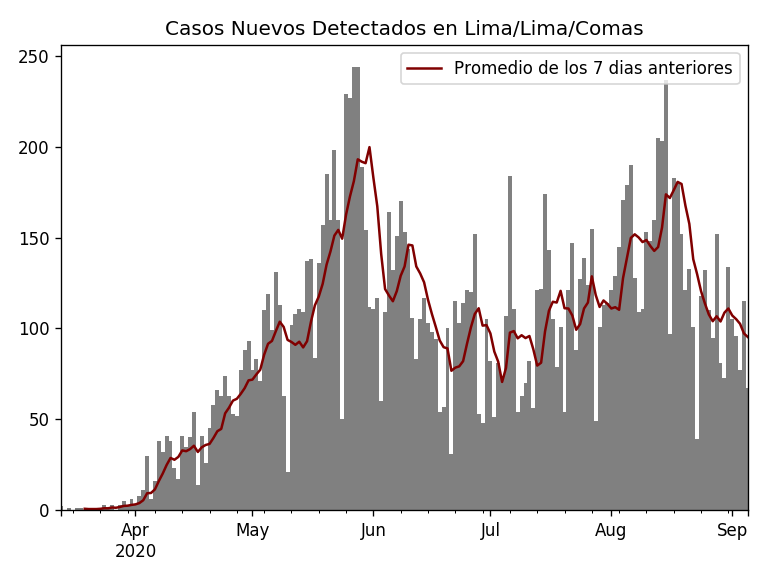 Casos Nuevos Detectados en Lima/Lima/Comas
Promedio de los 7 dias anteriores
250
200
150
100
50
0
Apr May Jun Jul Aug Sep
2020